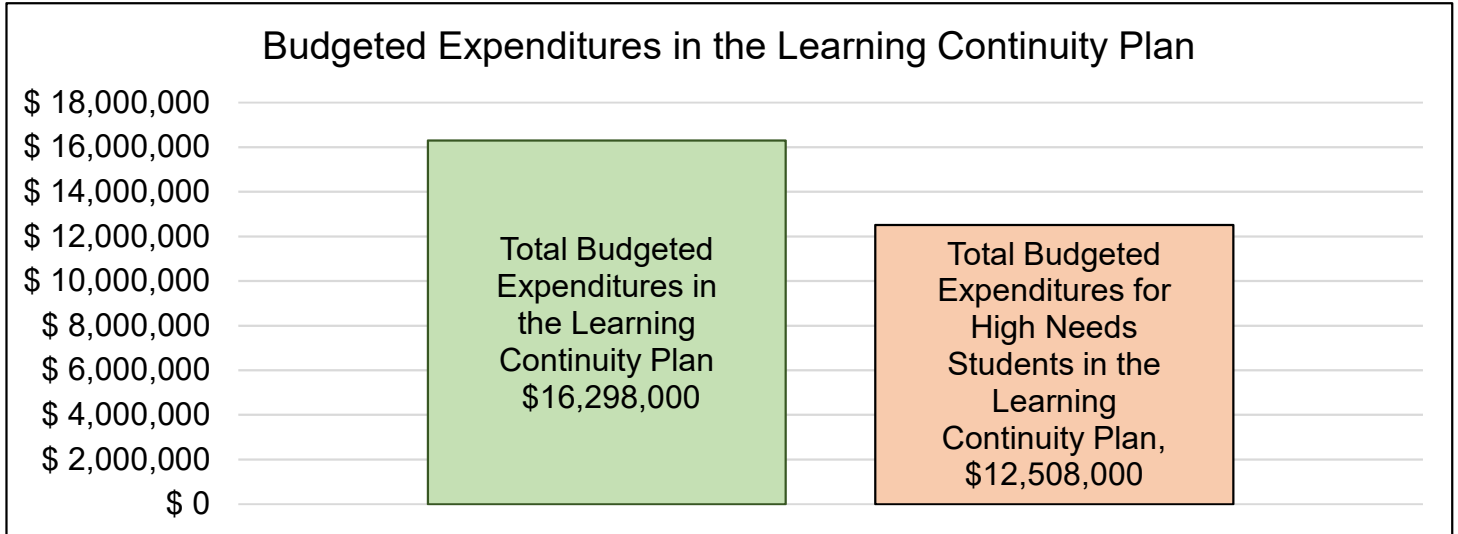 Budgeted Expenditures in the Learning Continuity Plan
$ 18,000,000
$ 16,000,000
$ 14,000,000
$ 12,000,000
$ 10,000,000
$ 8,000,000
$ 6,000,000
$ 4,000,000
$ 2,000,000
$ 0
Total Budgeted
Expenditures in
the Learning
Continuity Plan
$16,298,000
Total Budgeted
Expenditures for
High Needs
Students in the
Learning
Continuity Plan,
$12,508,000